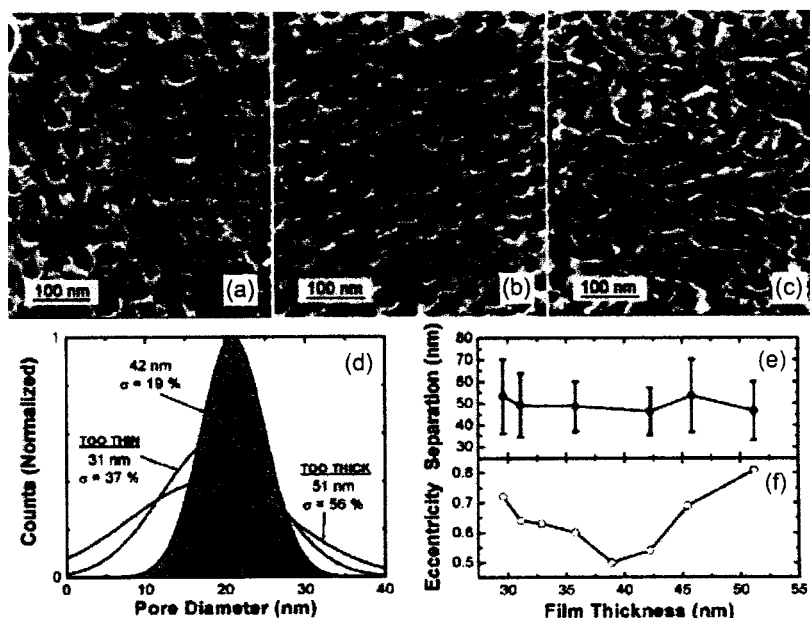 100 nm
(a)
100 nm
(b)
100 nm
(c)
1
(d)
42 nm
σ = 19 %
TOO THIN
31 nm
σ = 37 %
TOO THICK
51 nm
σ = 56 %
0
0 10 20 30 40
Counts (Normalized)
Pore Diameter (nm)
(e)
80
70
60
50
40
30
(f)
0.8
0.7
0.6
0.5
30 35 40 45 50 55
Eccentricity Separation (nm)
Film Thickness (nm)